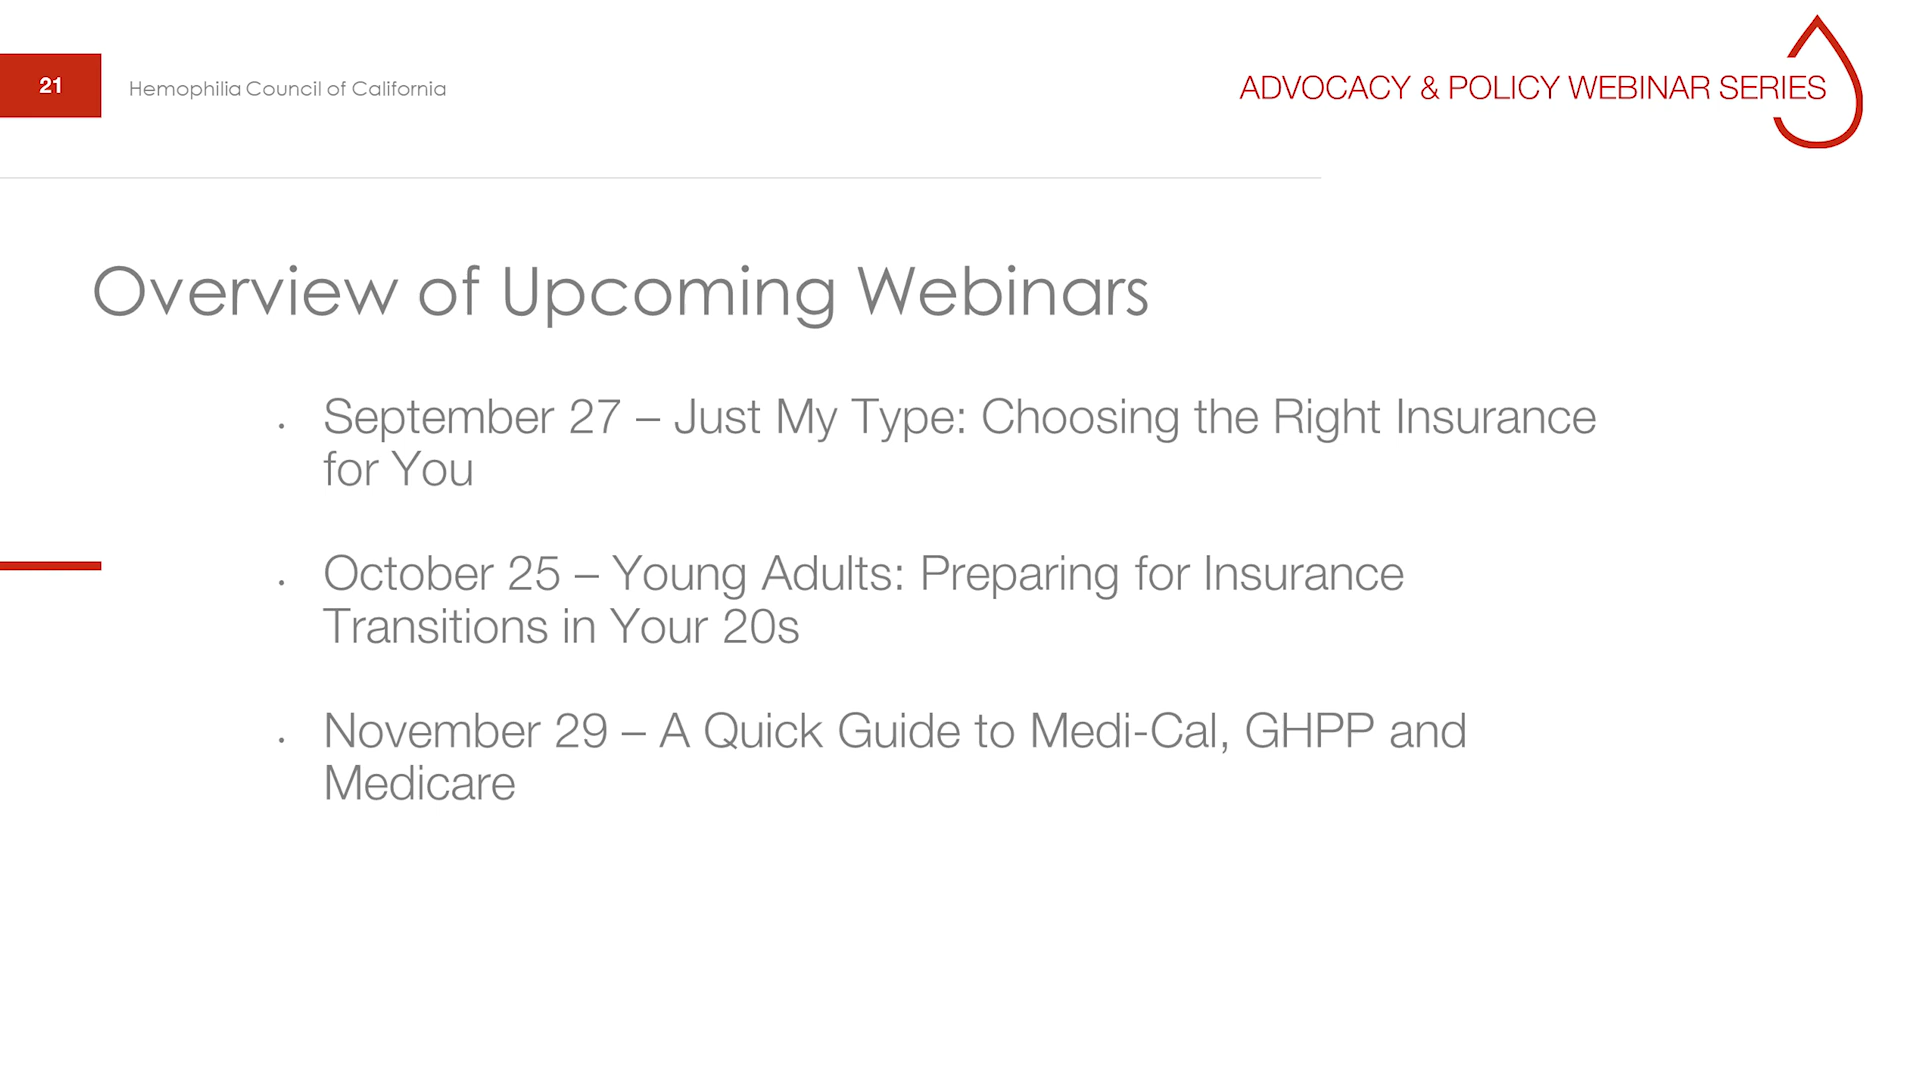 21
Hemophilia Council of California
ADVOCACY & POLICY WEBINAR SERIES
Overview of Upcoming Webinars
• September 27 – Just My Type: Choosing the Right Insurance
for You
• October 25 – Young Adults: Preparing for Insurance
Transitions in Your 20s
• November 29 – A Quick Guide to Medi-Cal, GHPP and
Medicare